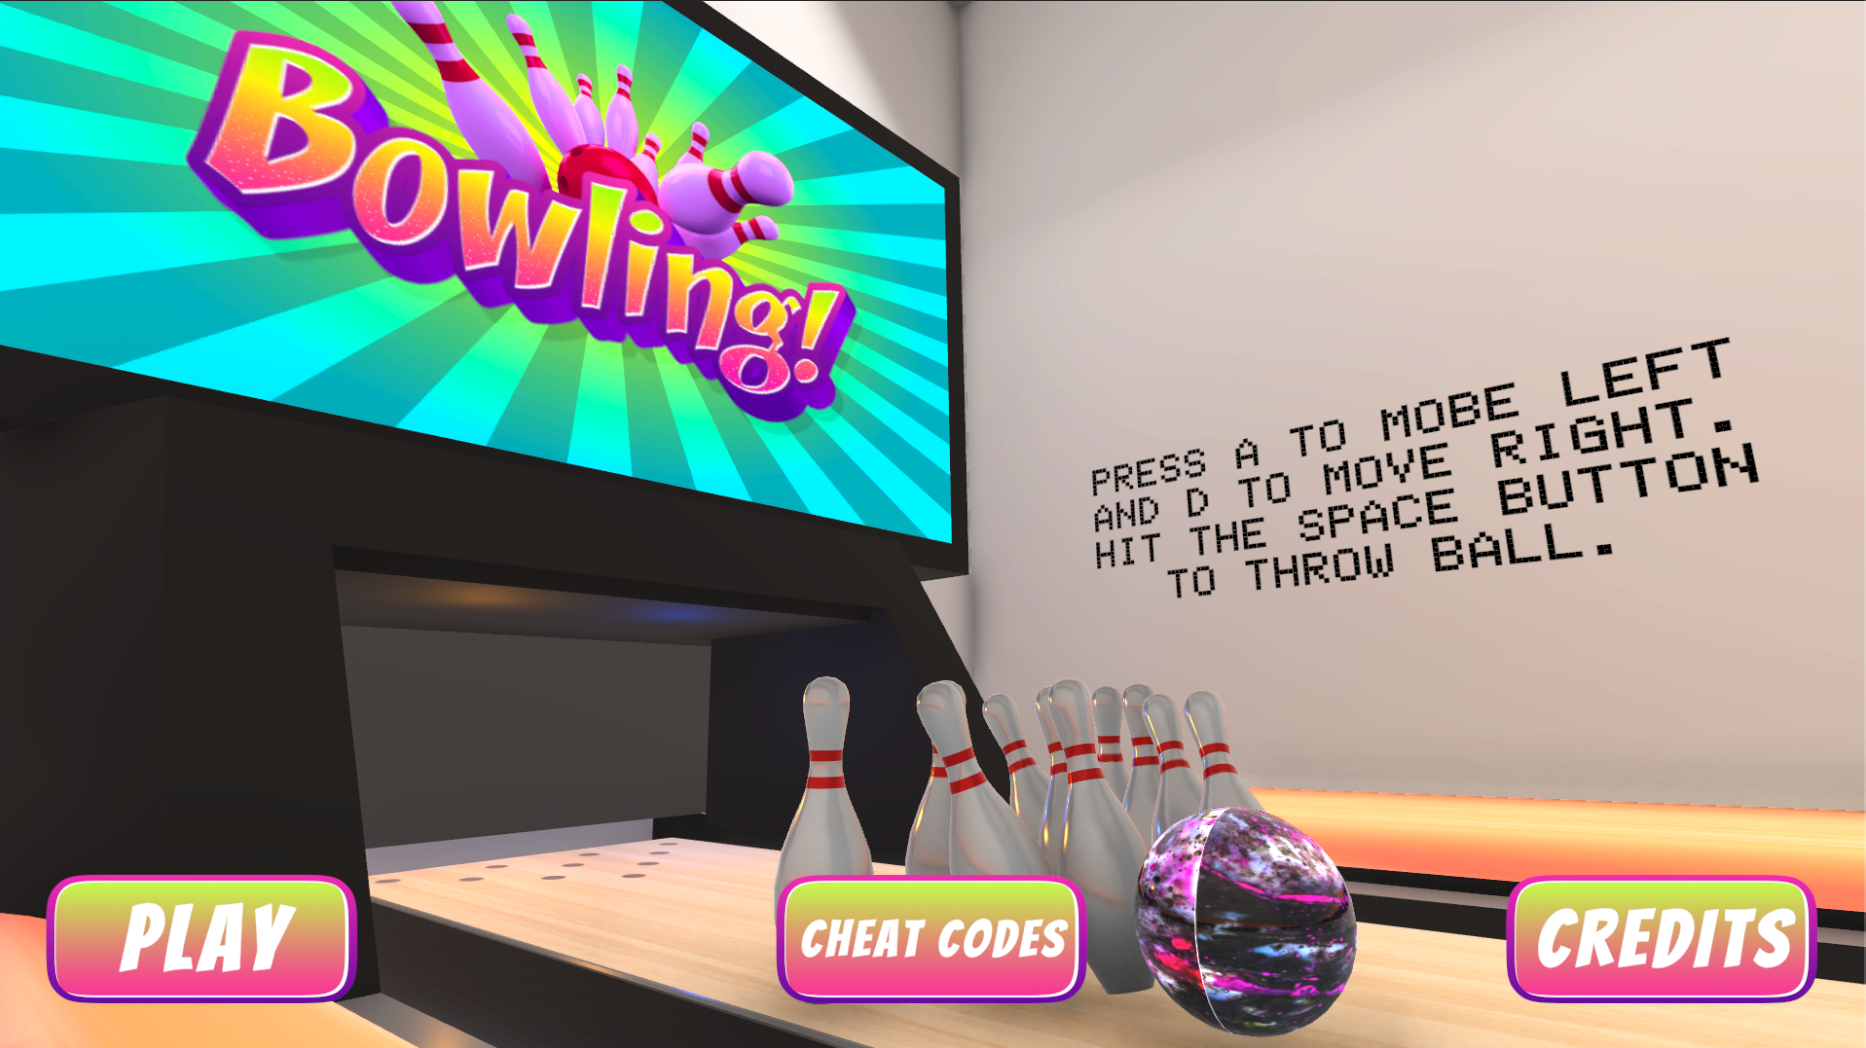 Bowling!
PRESS A TO MOBE LEFT
AND D TO MOVE RIGHT.
HIT THE SPACE BUTTON
TO THROW BALL.
PLAY
CHEAT CODES
CREDITS